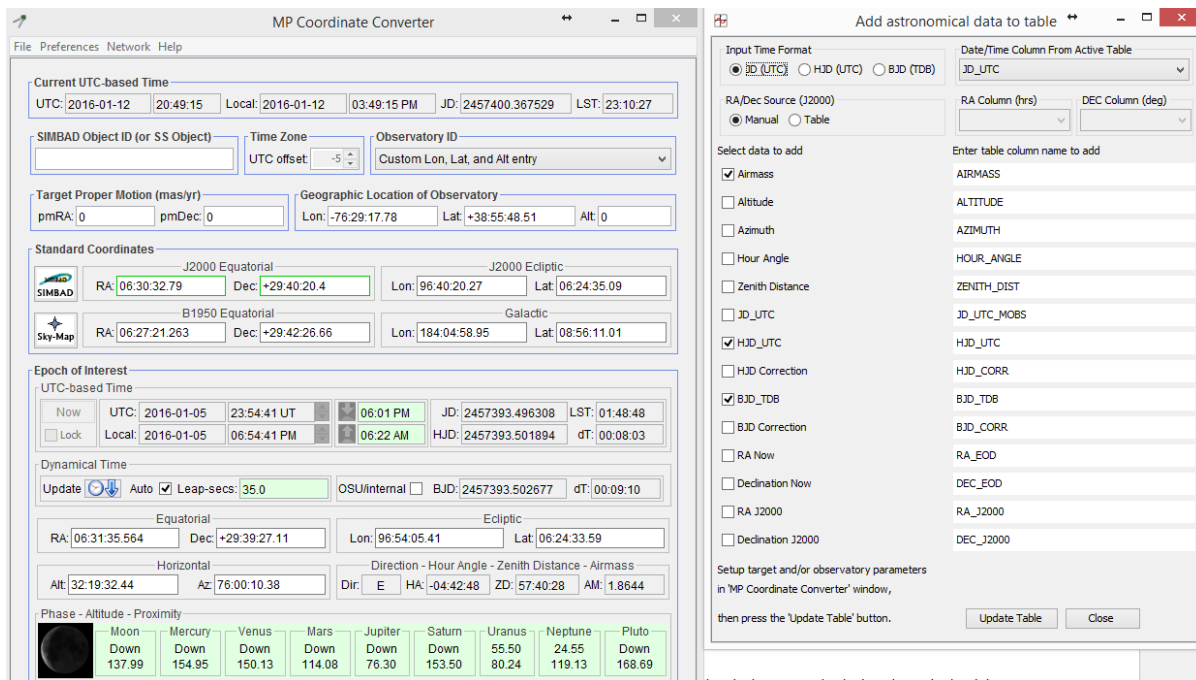 MP Coordinate Converter
File Preferences Network Help
Current UTC-based Time
UTC: 2016-01-12 20:49:15 Local: 2016-01-12 03:49:15 PM JD: 2457400.367529 LST: 23:10:27
SIMBAD Object ID (or SS Object) Time Zone Observatory ID
UTC offset: -5 Custom Lon, Lat, and Alt entry
Target Proper Motion (mas/yr) Geographic Location of Observatory
pmRA: 0 pmDec: 0 Lon: -76:29:17.78 Lat: +38:55:48.51 Alt: 0
Standard Coordinates
J2000 Equatorial J2000 Ecliptic
SIMBAD RA: 06:30:32.79 Dec: +29:40:20.4 Lon: 96:40:20.27 Lat: 06:24:35.09
B1950 Equatorial Galactic
Sky-Map RA: 06:27:21.263 Dec: +29:42:26.66 Lon: 184:04:58.95 Lat: 08:56:11.01
Epoch of Interest
UTC-based Time
Now UTC: 2016-01-05 23:54:41 UT 06:01 PM JD: 2457393.496308 LST: 01:48:48
Lock Local: 2016-01-05 06:54:41 PM 06:22 AM HJD: 2457393.501894 dT: 00:08:03
Dynamical Time
Update Auto Leap-secs: 35.0 OSU/internal BJD: 2457393.502677 dT: 00:09:10
Equatorial Ecliptic
RA: 06:31:35.564 Dec: +29:39:27.11 Lon: 96:54:05.41 Lat: 06:24:33.59
Horizontal Direction - Hour Angle - Zenith Distance - Airmass
Alt: 32:19:32.44 Az: 76:00:10.38 Dir: E HA: -04:42:48 ZD: 57:40:28 AM: 1.8644
Phase - Altitude - Proximity
Moon Mercury Venus Mars Jupiter Saturn Uranus Neptune Pluto
Down Down Down Down Down Down 55.50 24.55 Down
137.99 154.95 150.13 114.08 76.30 153.50 80.24 119.13 168.69
Add astronomical data to table
Input Time Format Date/Time Column From Active Table
JD (UTC) HJD (UTC) BJD (TDB) JD_UTC
RA/Dec Source (J2000) RA Column (hrs) DEC Column (deg)
Manual Table
Select data to add Enter table column name to add
Airmass AIRMASS
Altitude ALTITUDE
Azimuth AZIMUTH
Hour Angle HOUR_ANGLE
Zenith Distance ZENITH_DIST
JD_UTC JD_UTC_MOBS
HJD_UTC HJD_UTC
HJD Correction HJD_CORR
BJD_TDB BJD_TDB
BJD Correction BJD_CORR
RA Now RA_EOD
Declination Now DEC_EOD
RA J2000 RA_J2000
Declination J2000 DEC_J2000
Setup target and/or observatory parameters
in 'MP Coordinate Converter' window,
then press the 'Update Table' button. Update Table Close